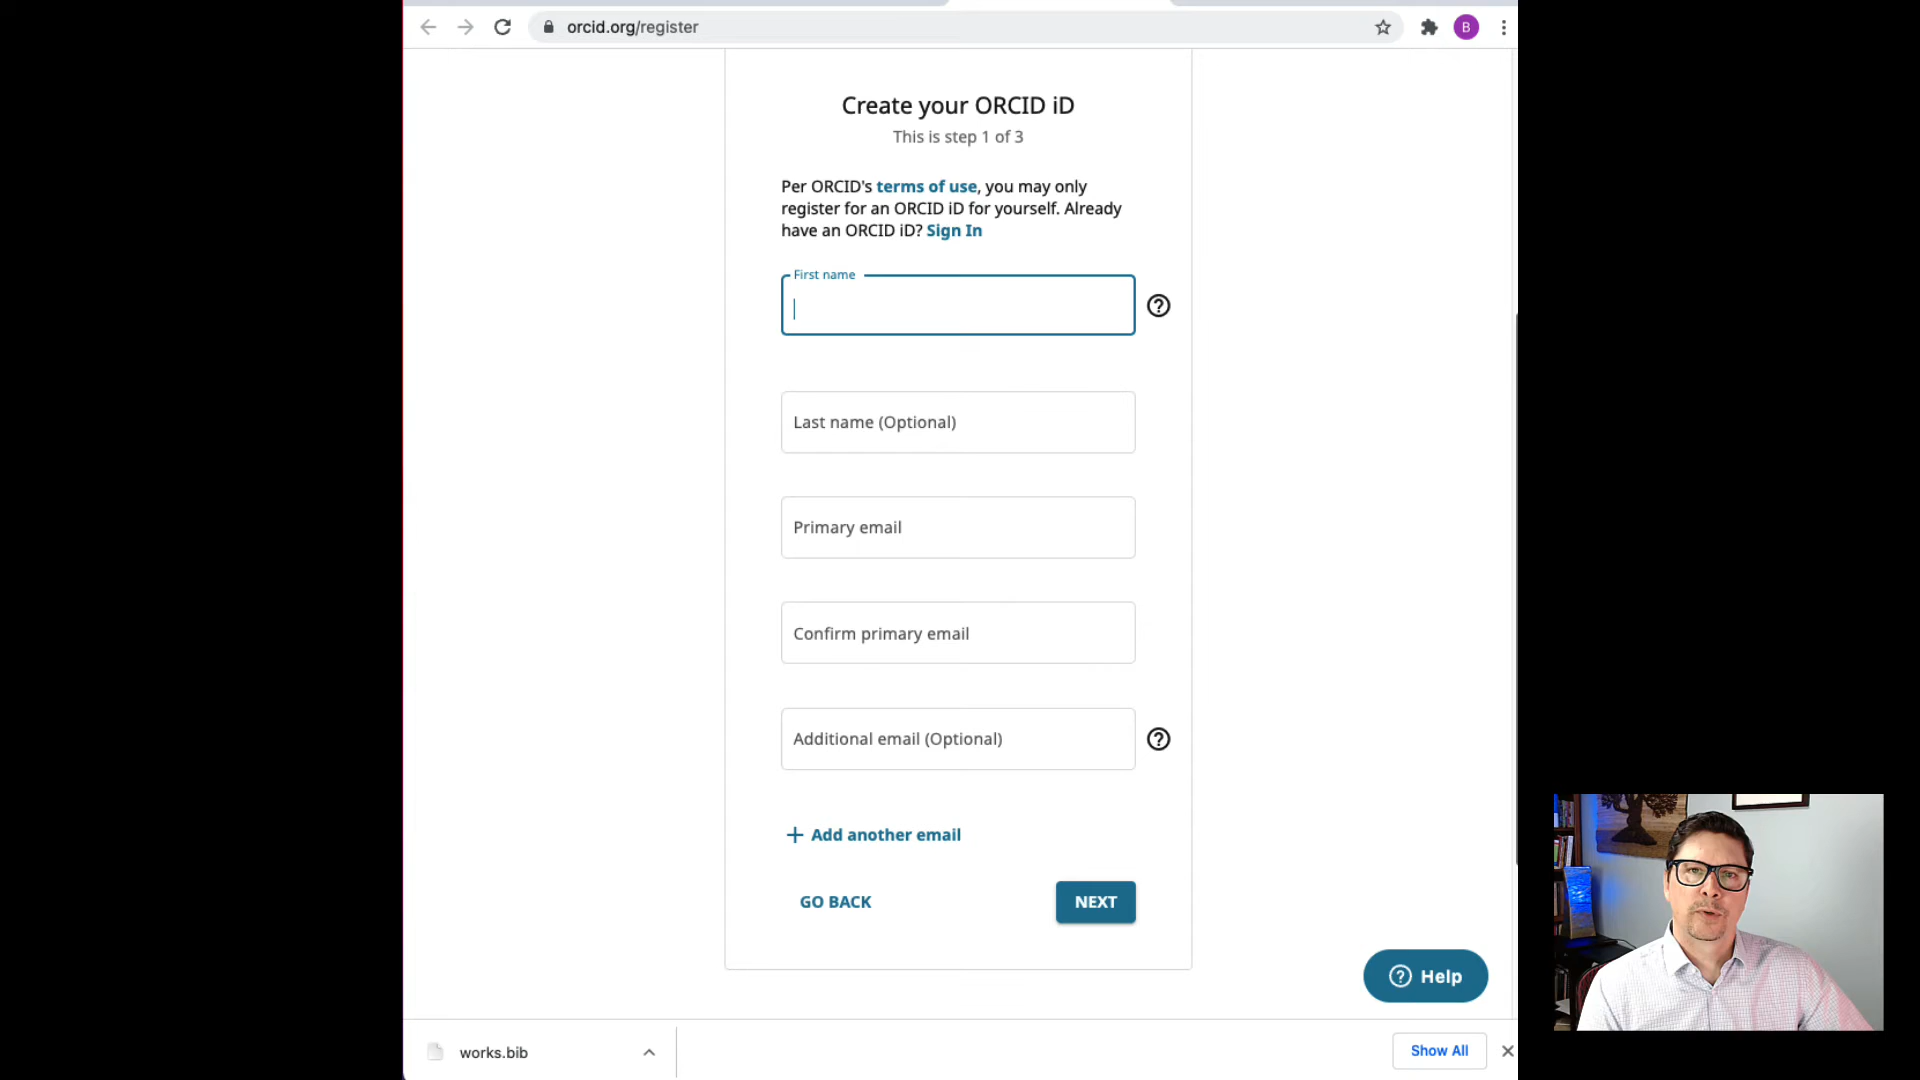 orcid.org/register
B
Create your ORCID iD
This is step 1 of 3
Per ORCID's terms of use, you may only
register for an ORCID iD for yourself. Already
have an ORCID iD? Sign In
First name
Last name (Optional)
Primary email
Confirm primary email
Additional email (Optional)
+ Add another email
GO BACK
NEXT
? Help
works.bib
Show All